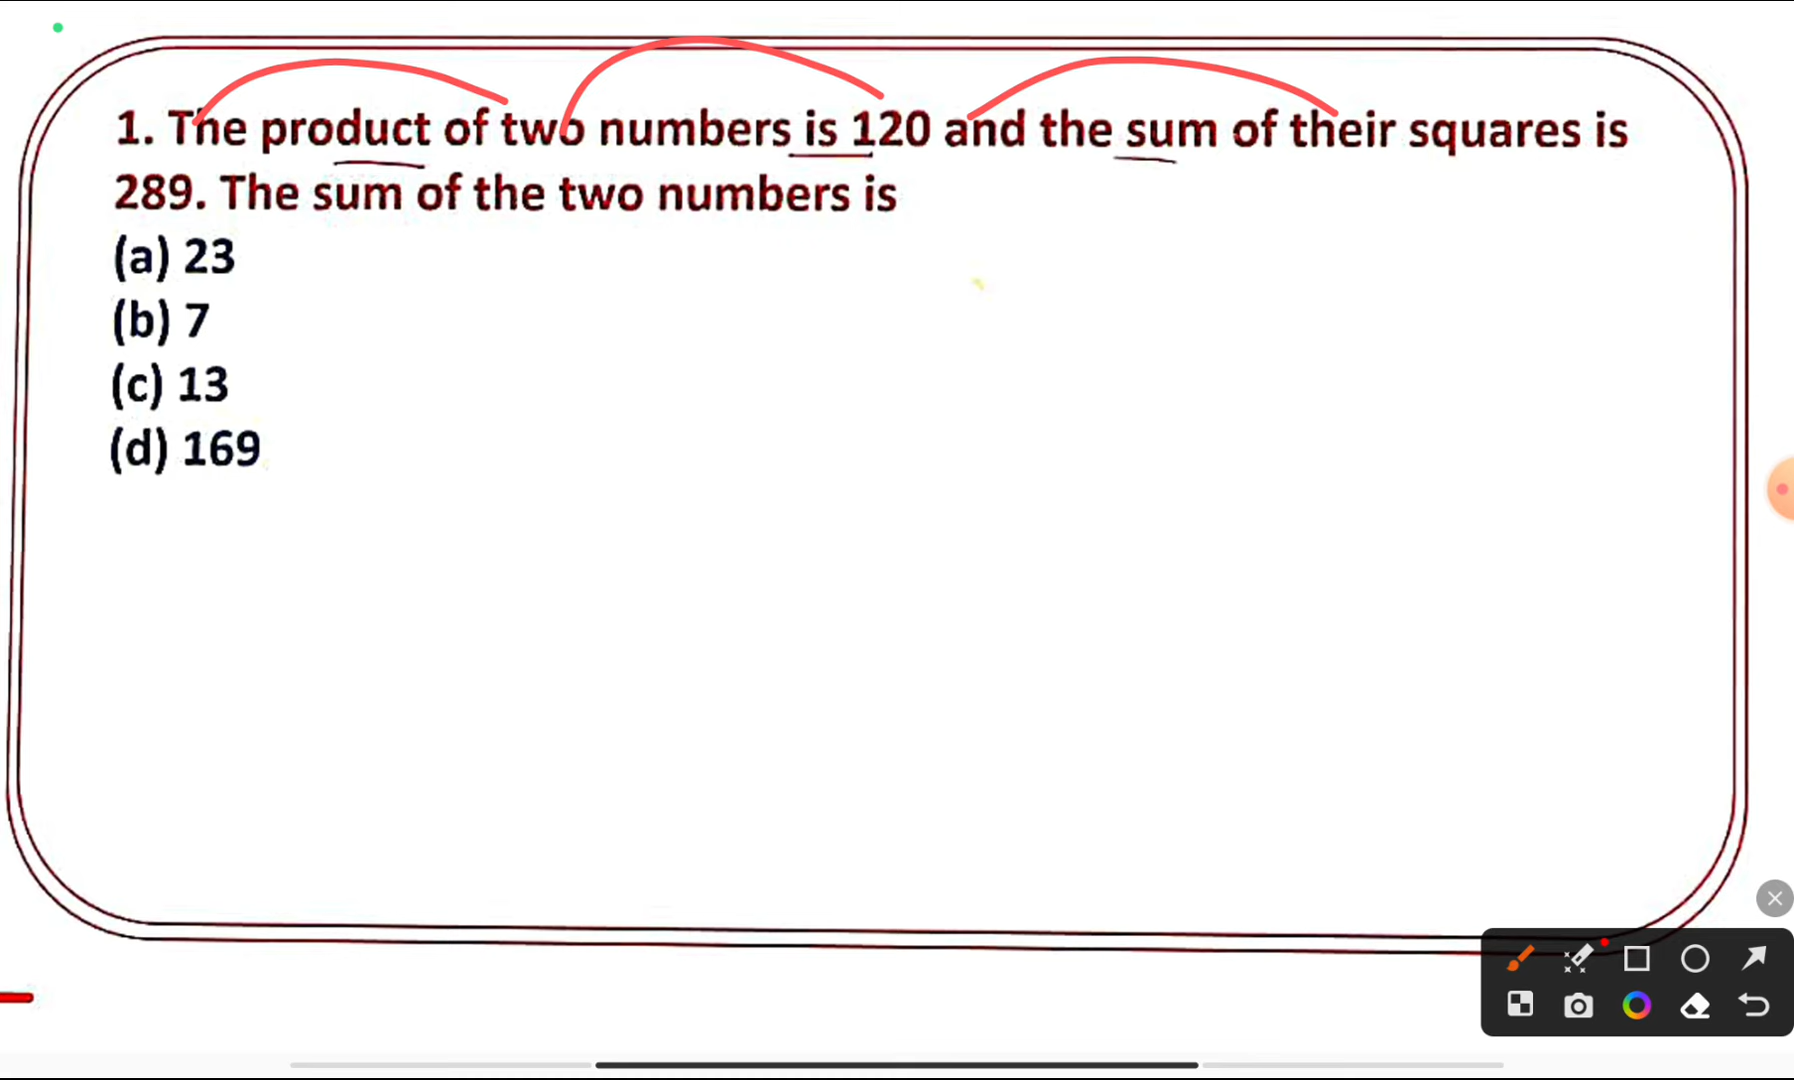 1. The product of two numbers is 120 and the sum of their squares is
289. The sum of the two numbers is
(a) 23
(b) 7
(c) 13
(d) 169